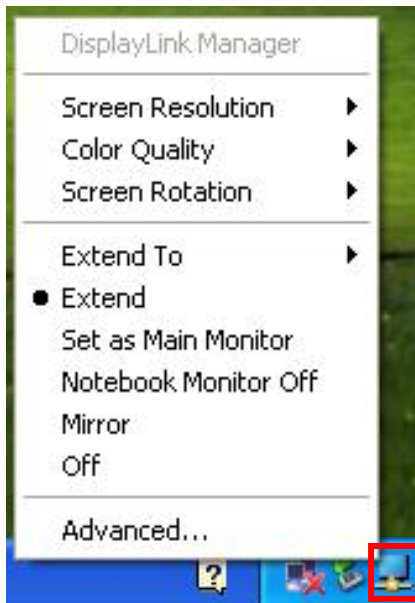 DisplayLink Manager
Screen Resolution
Color Quality
Screen Rotation
Extend To
Extend
Set as Main Monitor
Notebook Monitor Off
Mirror
Off
Advanced...
?